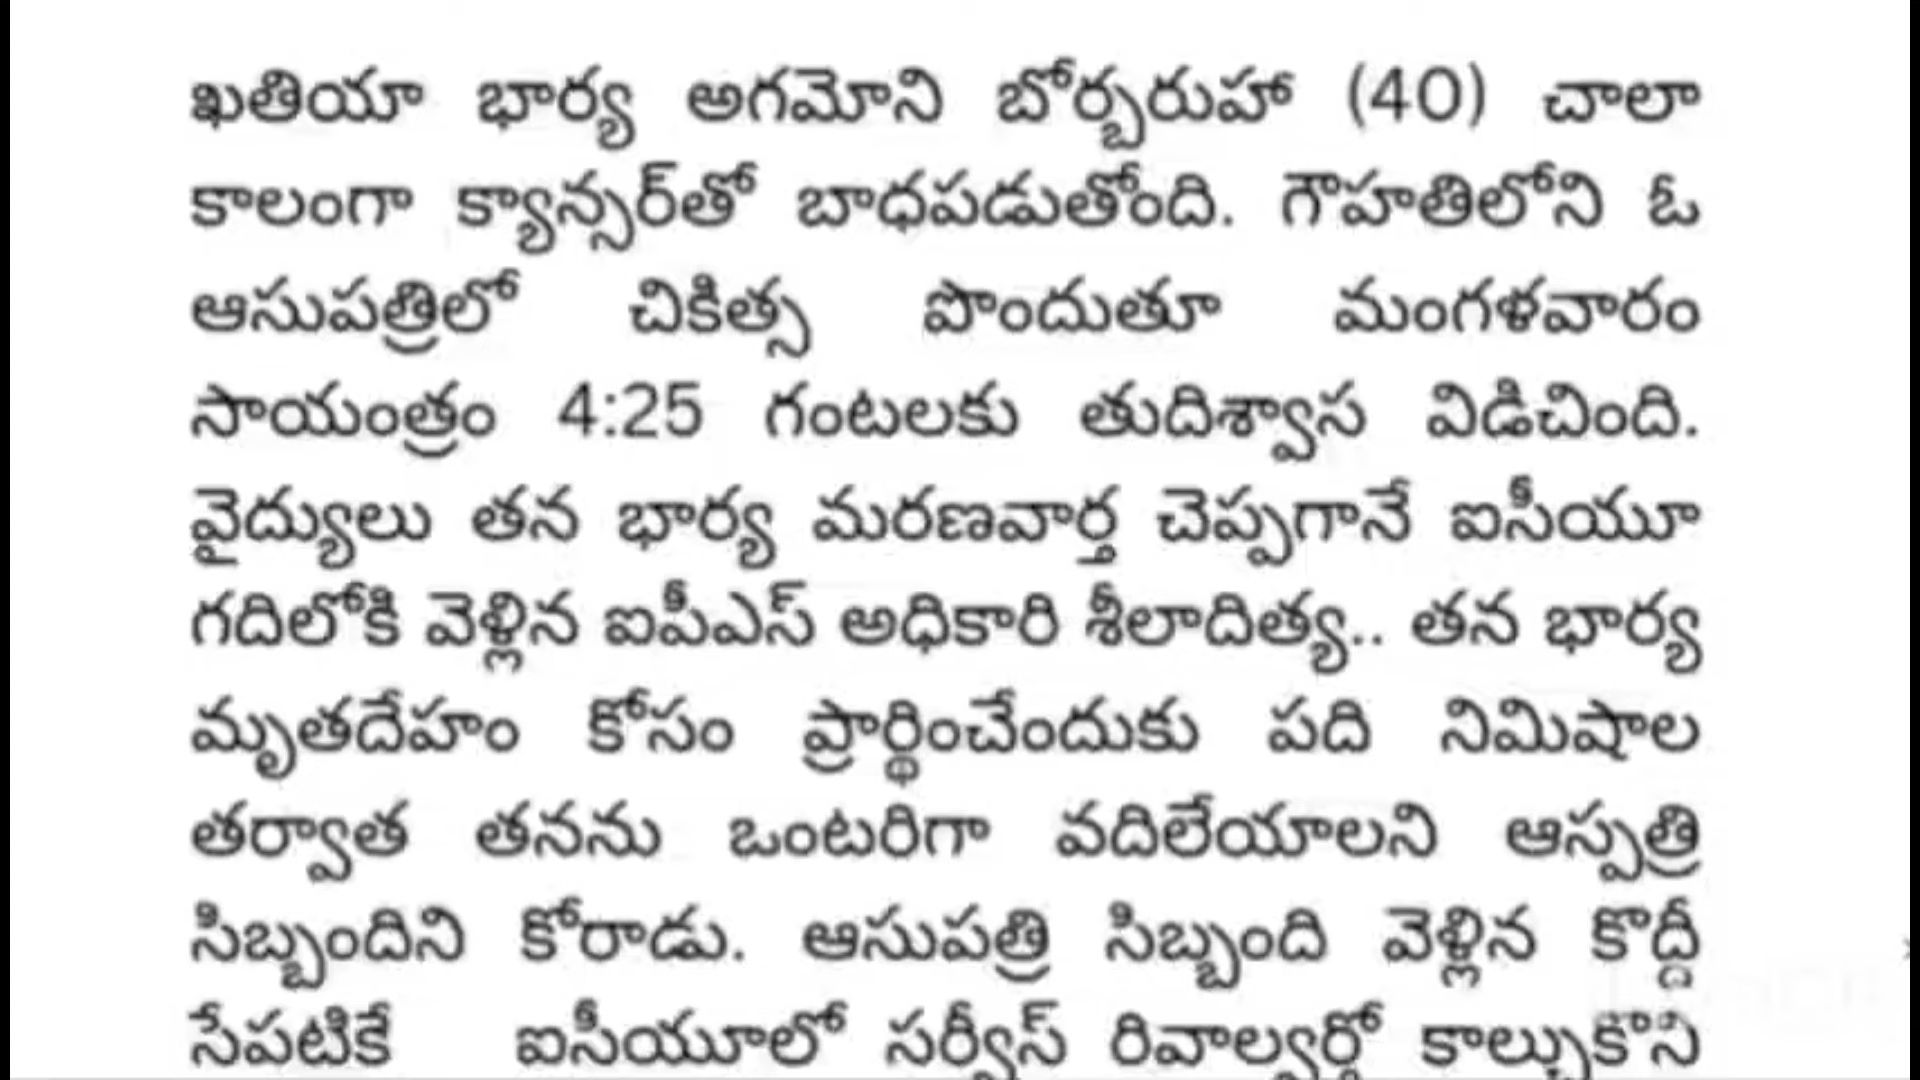 ఖతియా భార్య అగమోని బోర్బరుహా (40) చాలా
కాలంగా క్యాన్సర్‌తో బాధపడుతోంది. గౌహతిలోని ఓ
ఆసుపత్రిలో చికిత్స పొందుతూ మంగళవారం
సాయంత్రం 4:25 గంటలకు తుదిశ్వాస విడిచింది.
వైద్యులు తన భార్య మరణవార్త చెప్పగానే ఐసీయూ
గదిలోకి వెళ్లిన ఐపీఎస్ అధికారి శీలాదిత్య.. తన భార్య
మృతదేహం కోసం ప్రార్థించేందుకు పది నిమిషాల
తర్వాత తనను ఒంటరిగా వదిలేయాలని ఆస్పత్రి
సిబ్బందిని కోరాడు. ఆసుపత్రి సిబ్బంది వెళ్లిన కొద్దీ
సేపటికే ఐసీయూలో సర్వీస్ రివాల్వర్తో కాల్చుకొని